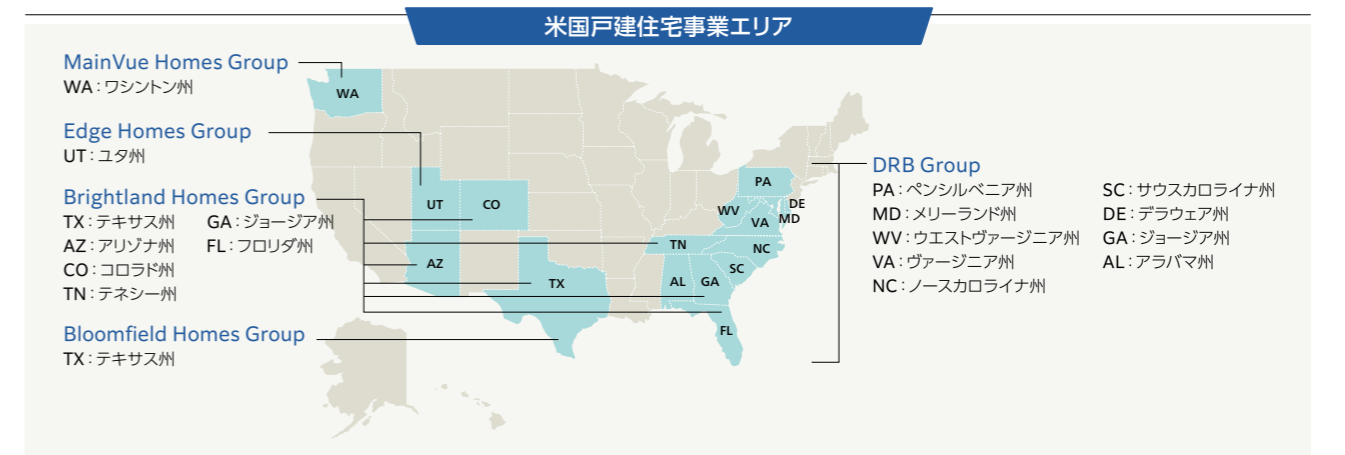 米国戸建住宅事業エリア
MainVue Homes Group
WA：ワシントン州
Edge Homes Group
UT：ユタ州
Brightland Homes Group
TX：テキサス州 GA：ジョージア州
AZ：アリゾナ州 FL：フロリダ州
CO：コロラド州
TN：テネシー州
Bloomfield Homes Group
TX：テキサス州
WA
UT
CO
AZ
TX
TN
AL
GA
FL
SC
NC
VA
WV
PA
DE
MD
DRB Group
PA：ペンシルベニア州 SC：サウスカロライナ州
MD：メリーランド州 DE：デラウェア州
WV：ウエストヴァージニア州 GA：ジョージア州
VA：ヴァージニア州 AL：アラバマ州
NC：ノースカロライナ州